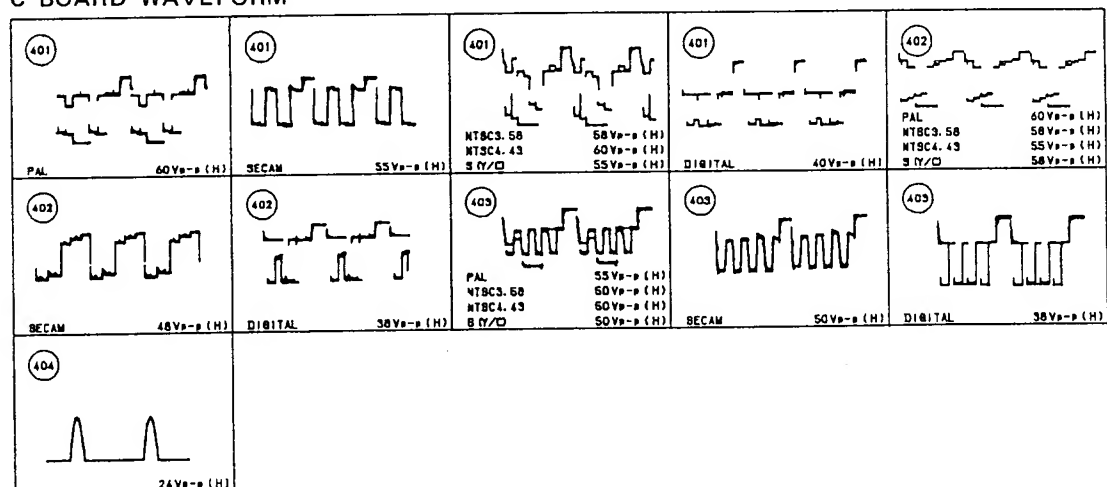 C BOARD WAVEFORM
401
PAL 60Vp-p (H)
401
SECAM 55Vp-p (H)
401
NTSC3.58 58Vp-p (H)
NTSC4.43 60Vp-p (H)
S (Y/C) 55Vp-p (H)
401
DIGITAL 40Vp-p (H)
402
PAL 60Vp-p (H)
NTSC3.58 58Vp-p (H)
NTSC4.43 55Vp-p (H)
S (Y/C) 58Vp-p (H)
402
SECAM 48Vp-p (H)
402
DIGITAL 38Vp-p (H)
403
PAL 55Vp-p (H)
NTSC3.58 60Vp-p (H)
NTSC4.43 60Vp-p (H)
S (Y/C) 50Vp-p (H)
403
SECAM 50Vp-p (H)
403
DIGITAL 38Vp-p (H)
404
24Vp-p (H)